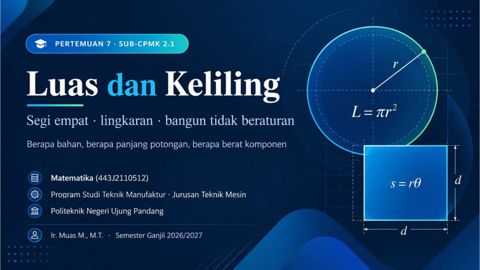 PERTEMUAN 7 · SUB-CPMK 2.1
Luas dan Keliling
Segi empat · lingkaran · bangun tidak beraturan
Berapa bahan, berapa panjang potongan, berapa berat komponen
Matematika (443J2110512)
Program Studi Teknik Manufaktur · Jurusan Teknik Mesin
Politeknik Negeri Ujung Pandang
Ir. Muas M., M.T. · Semester Ganjil 2026/2027
r
L = πr²
s = rθ
d
d